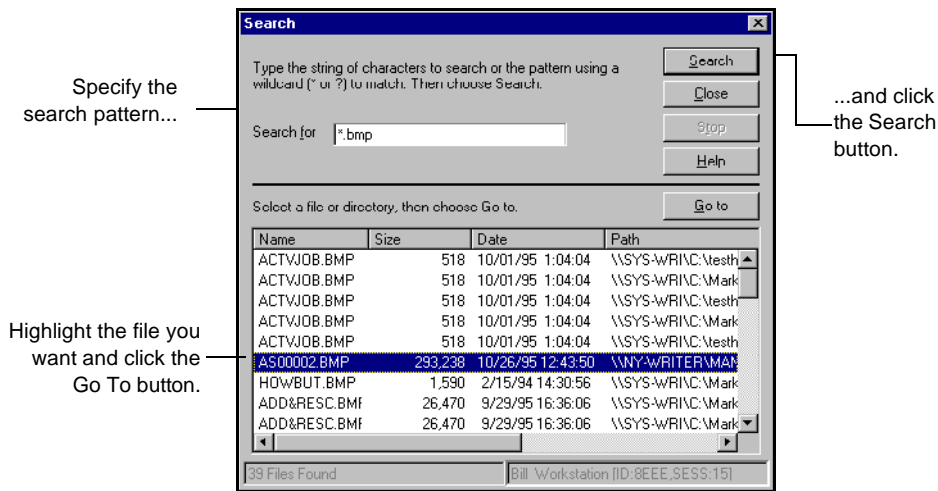 Search
Type the string of characters to search or the pattern using a
wildcard (* or ?) to match. Then choose Search.
Search for *.bmp
Search
Close
Stop
Help
Select a file or directory, then choose Go to.
Go to
Name Size Date Path
ACTVJOB.BMP 518 10/01/95 1:04:04 \\SYS-WRI\C:\testh
ACTVJOB.BMP 518 10/01/95 1:04:04 \\SYS-WRI\C:\Mark
ACTVJOB.BMP 518 10/01/95 1:04:04 \\SYS-WRI\C:\testh
ACTVJOB.BMP 518 10/01/95 1:04:04 \\SYS-WRI\C:\Mark
ACTVJOB.BMP 518 10/01/95 1:04:04 \\SYS-WRI\C:\testh
AS00002.BMP 293,238 10/26/95 12:43:50 \\NY-WRITER\MAN
HOWBUT.BMP 1,590 2/15/94 14:30:56 \\SYS-WRI\C:\Mark
ADD&RESC.BMF 26,470 9/29/95 16:36:06 \\SYS-WRI\C:\Mark
ADD&RESC.BMF 26,470 9/29/95 16:36:06 \\SYS-WRI\C:\Mark
39 Files Found
Bill Workstation [ID:8EEE,SESS:15]
Specify the
search pattern...
...and click
the Search
button.
Highlight the file you
want and click the
Go To button.